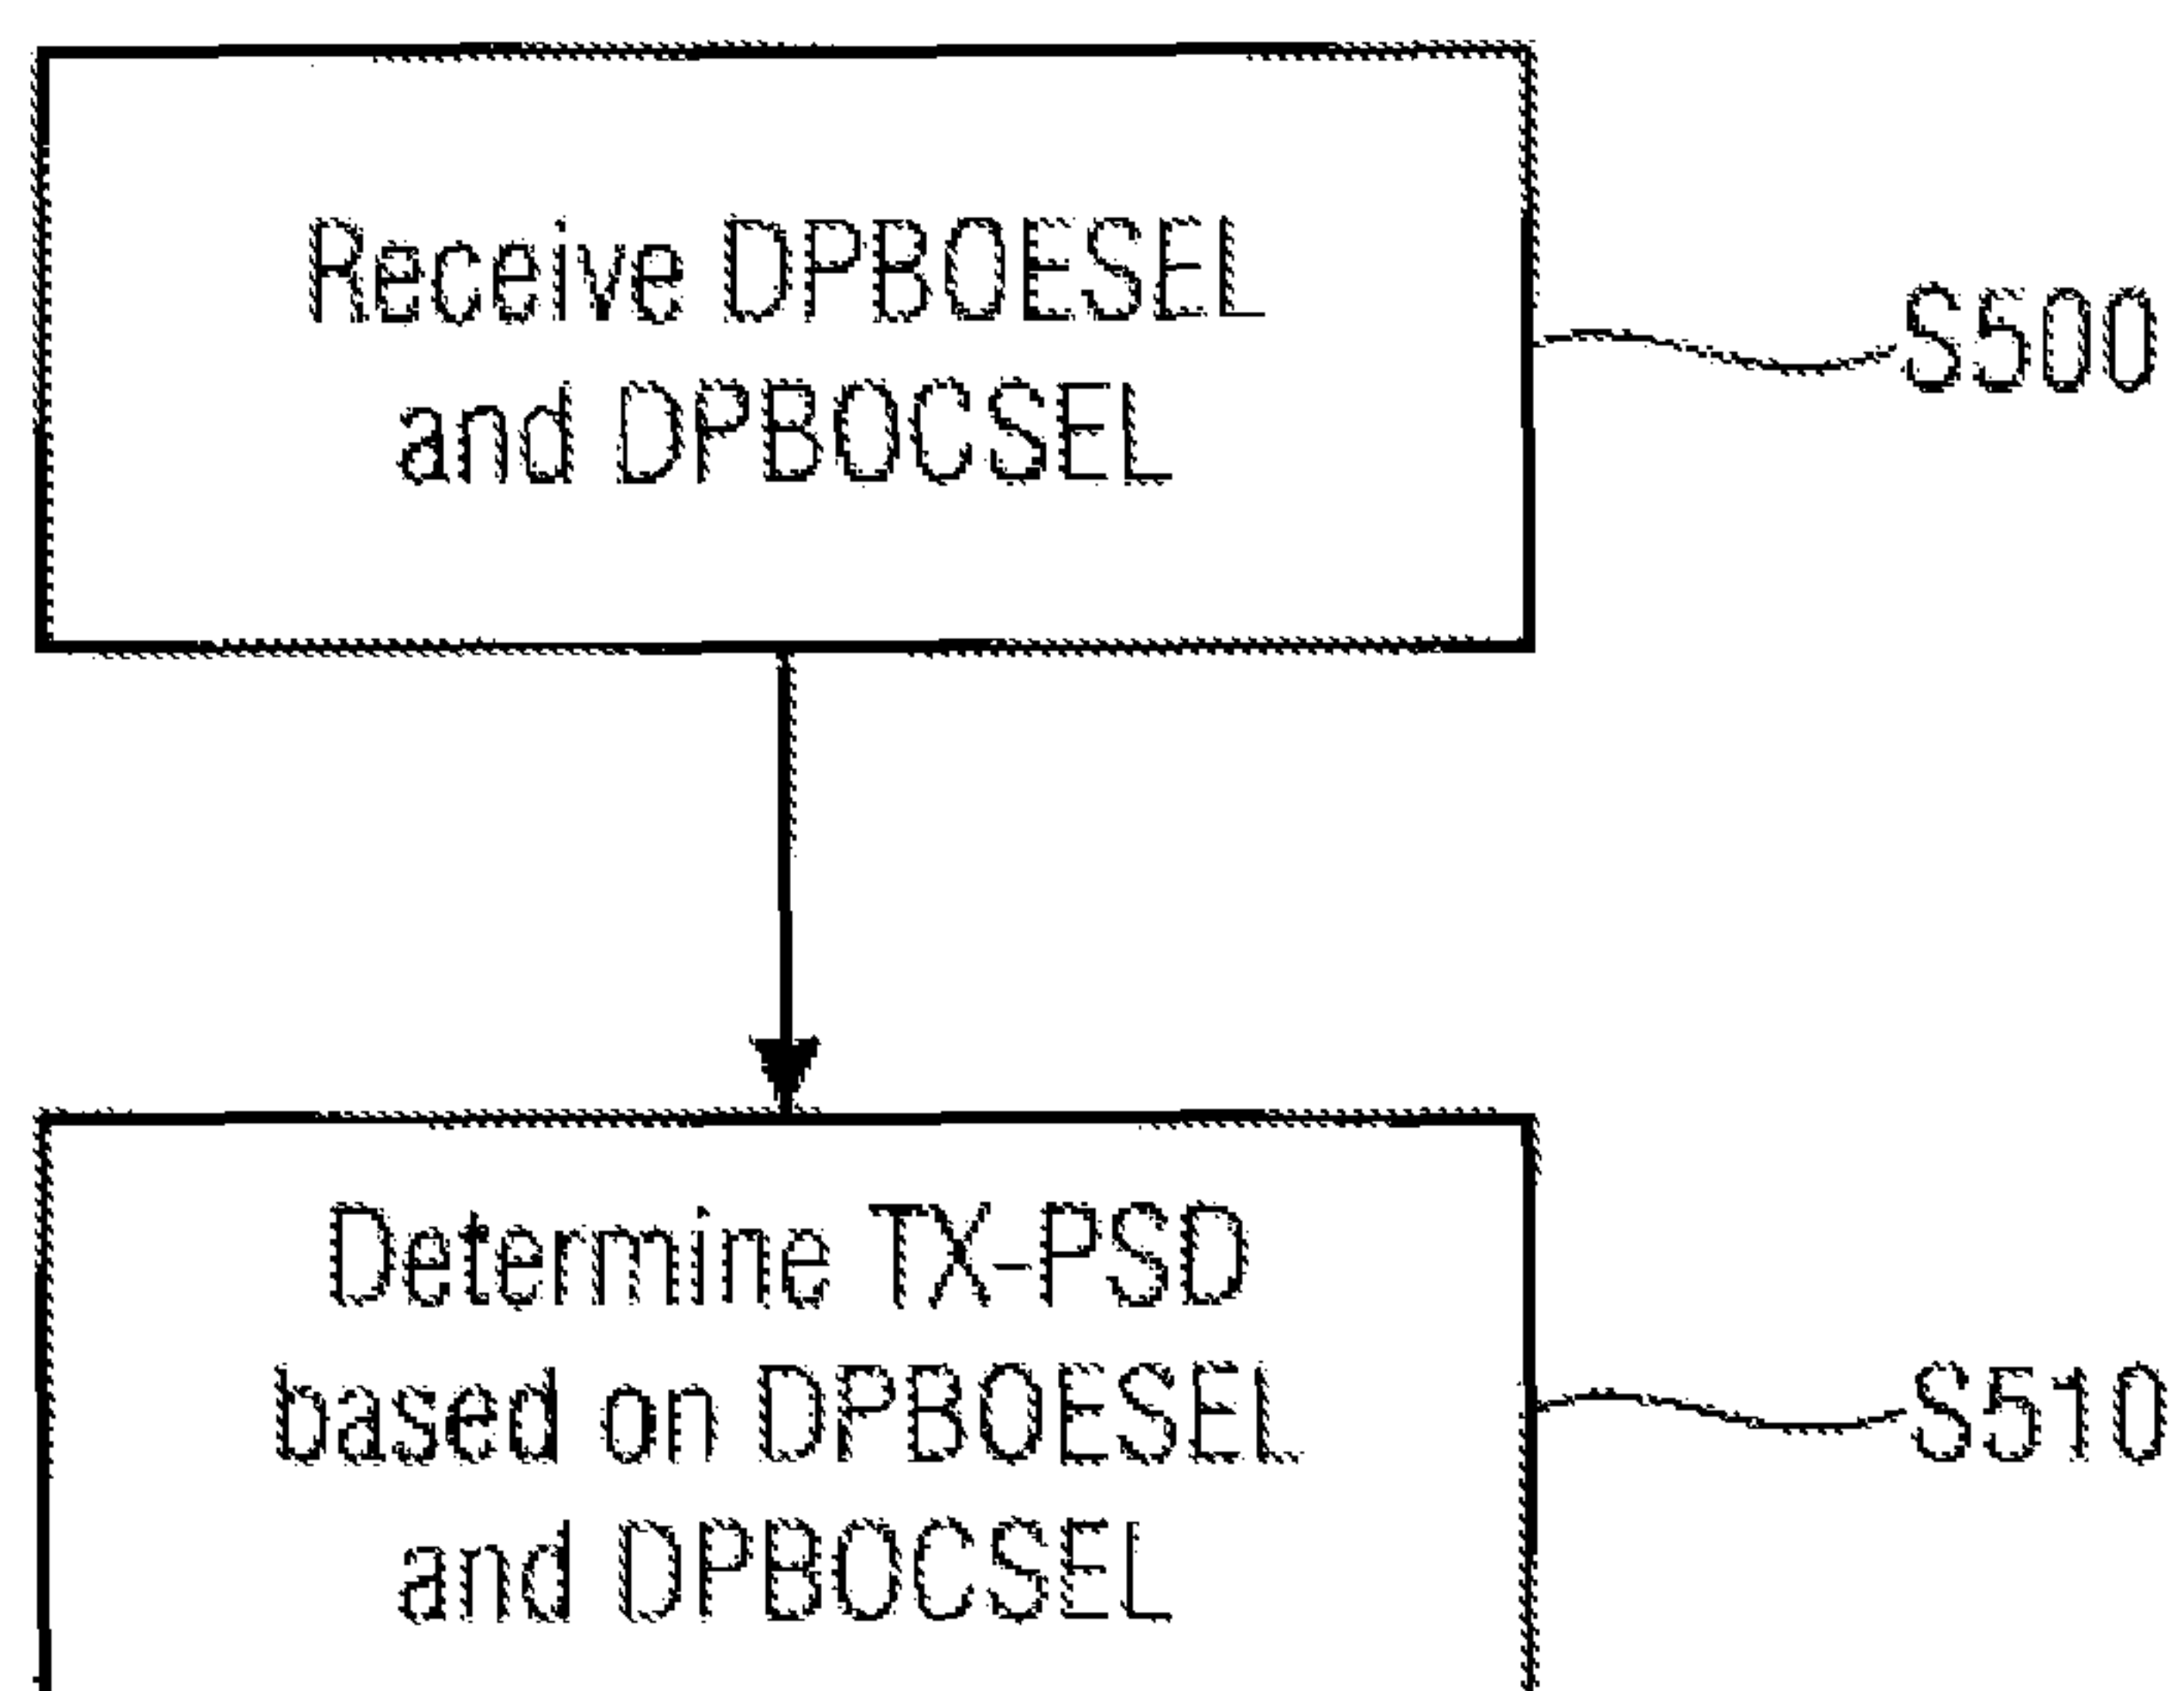 Receive DPBOESEL
and DPBOCSEL
S500
Determine TX-PSD
based on DPBOESEL
and DPBOCSEL
S510